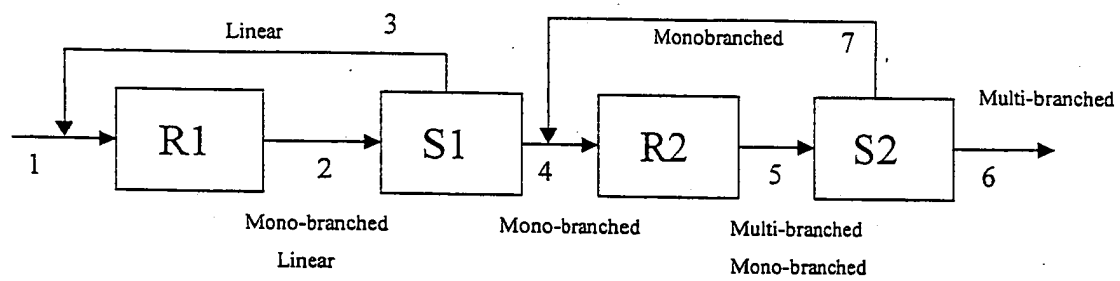 Linear
3
Monobranched
7
Multi-branched
R1
S1
R2
S2
1
2
4
5
6
Mono-branched
Linear
Mono-branched
Multi-branched
Mono-branched